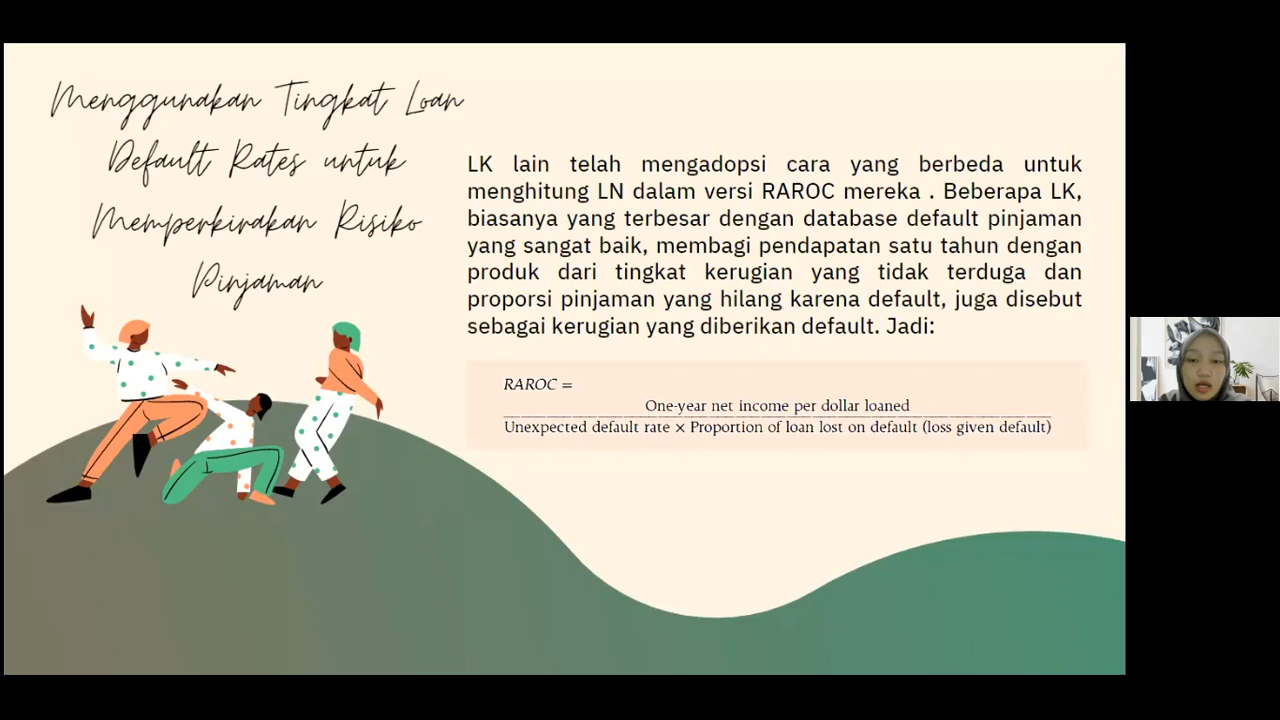 Menggunakan Tingkat Loan
Default Rates untuk
Memperkirakan Risiko
Pinjaman
LK lain telah mengadopsi cara yang berbeda untuk
menghitung LN dalam versi RAROC mereka . Beberapa LK,
biasanya yang terbesar dengan database default pinjaman
yang sangat baik, membagi pendapatan satu tahun dengan
produk dari tingkat kerugian yang tidak terduga dan
proporsi pinjaman yang hilang karena default, juga disebut
sebagai kerugian yang diberikan default. Jadi:
RAROC =
One-year net income per dollar loaned
Unexpected default rate × Proportion of loan lost on default (loss given default)